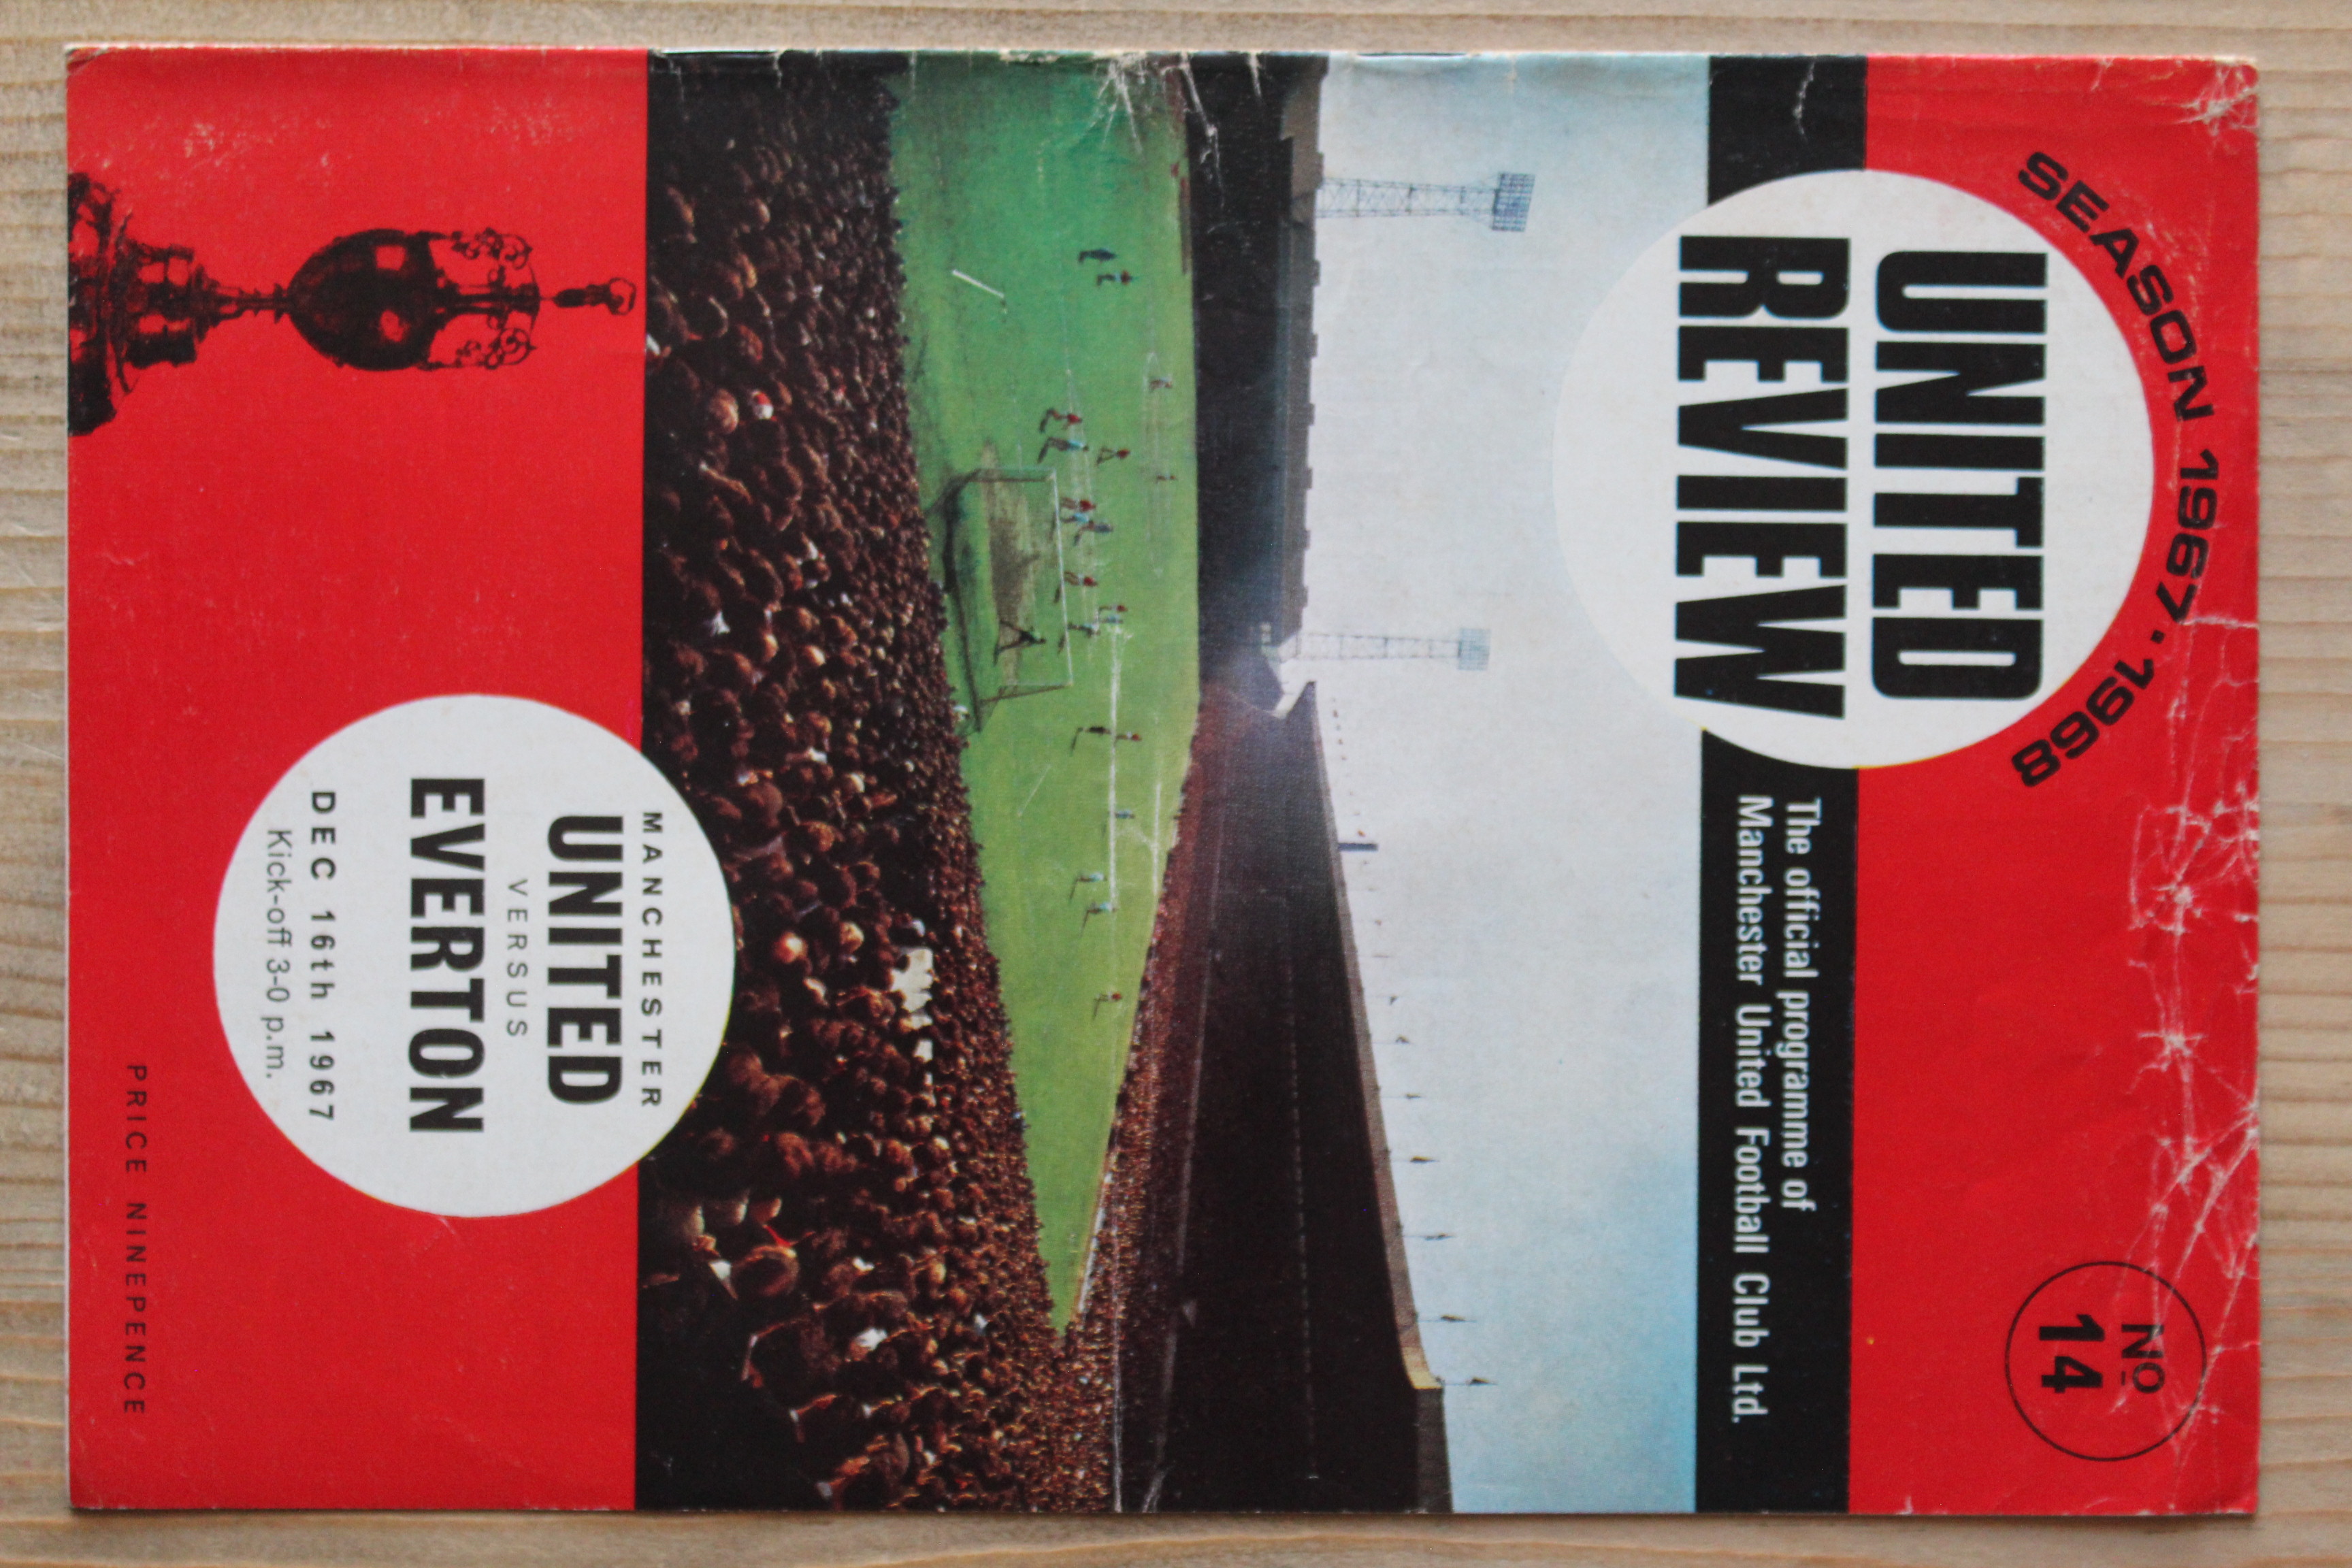 SEASON 1967·1968
UNITED
REVIEW
No
14
The official programme of
Manchester United Football Club Ltd.
MANCHESTER
UNITED
VERSUS
EVERTON
DEC 16th 1967
Kick-off 3-0 p.m.
PRICE NINEPENCE